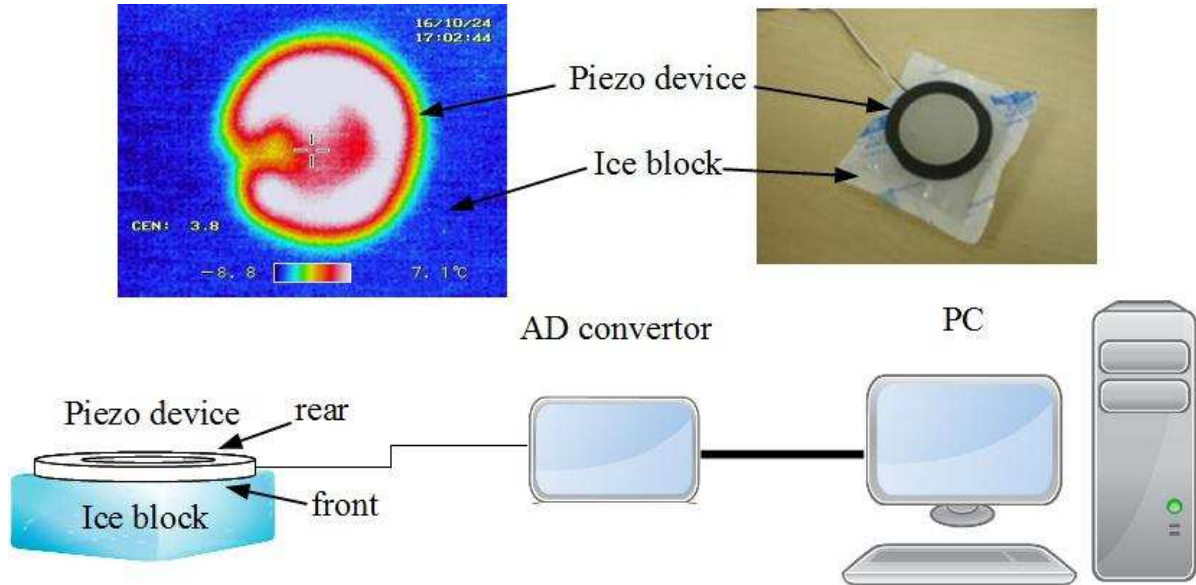 16/10/24
17:02:44
Piezo device
Ice block
CEN: 3.8
-8.8
7.1℃
AD convertor
PC
Piezo device
rear
front
Ice block